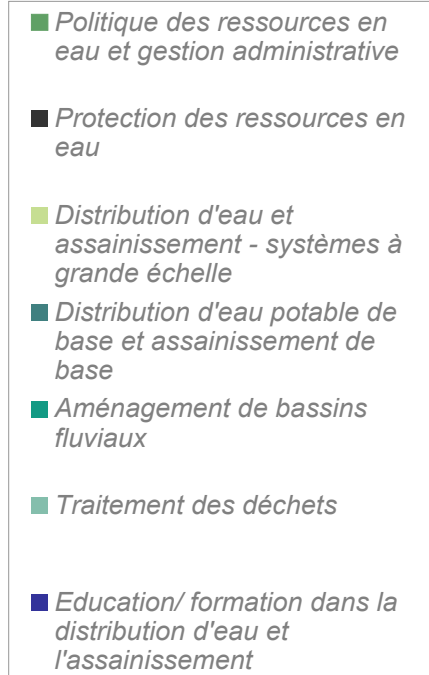 Politique des ressources en
eau et gestion administrative
Protection des ressources en
eau
Distribution d'eau et
assainissement - systèmes à
grande échelle
Distribution d'eau potable de
base et assainissement de
base
Aménagement de bassins
fluviaux
Traitement des déchets
Education/ formation dans la
distribution d'eau et
l'assainissement